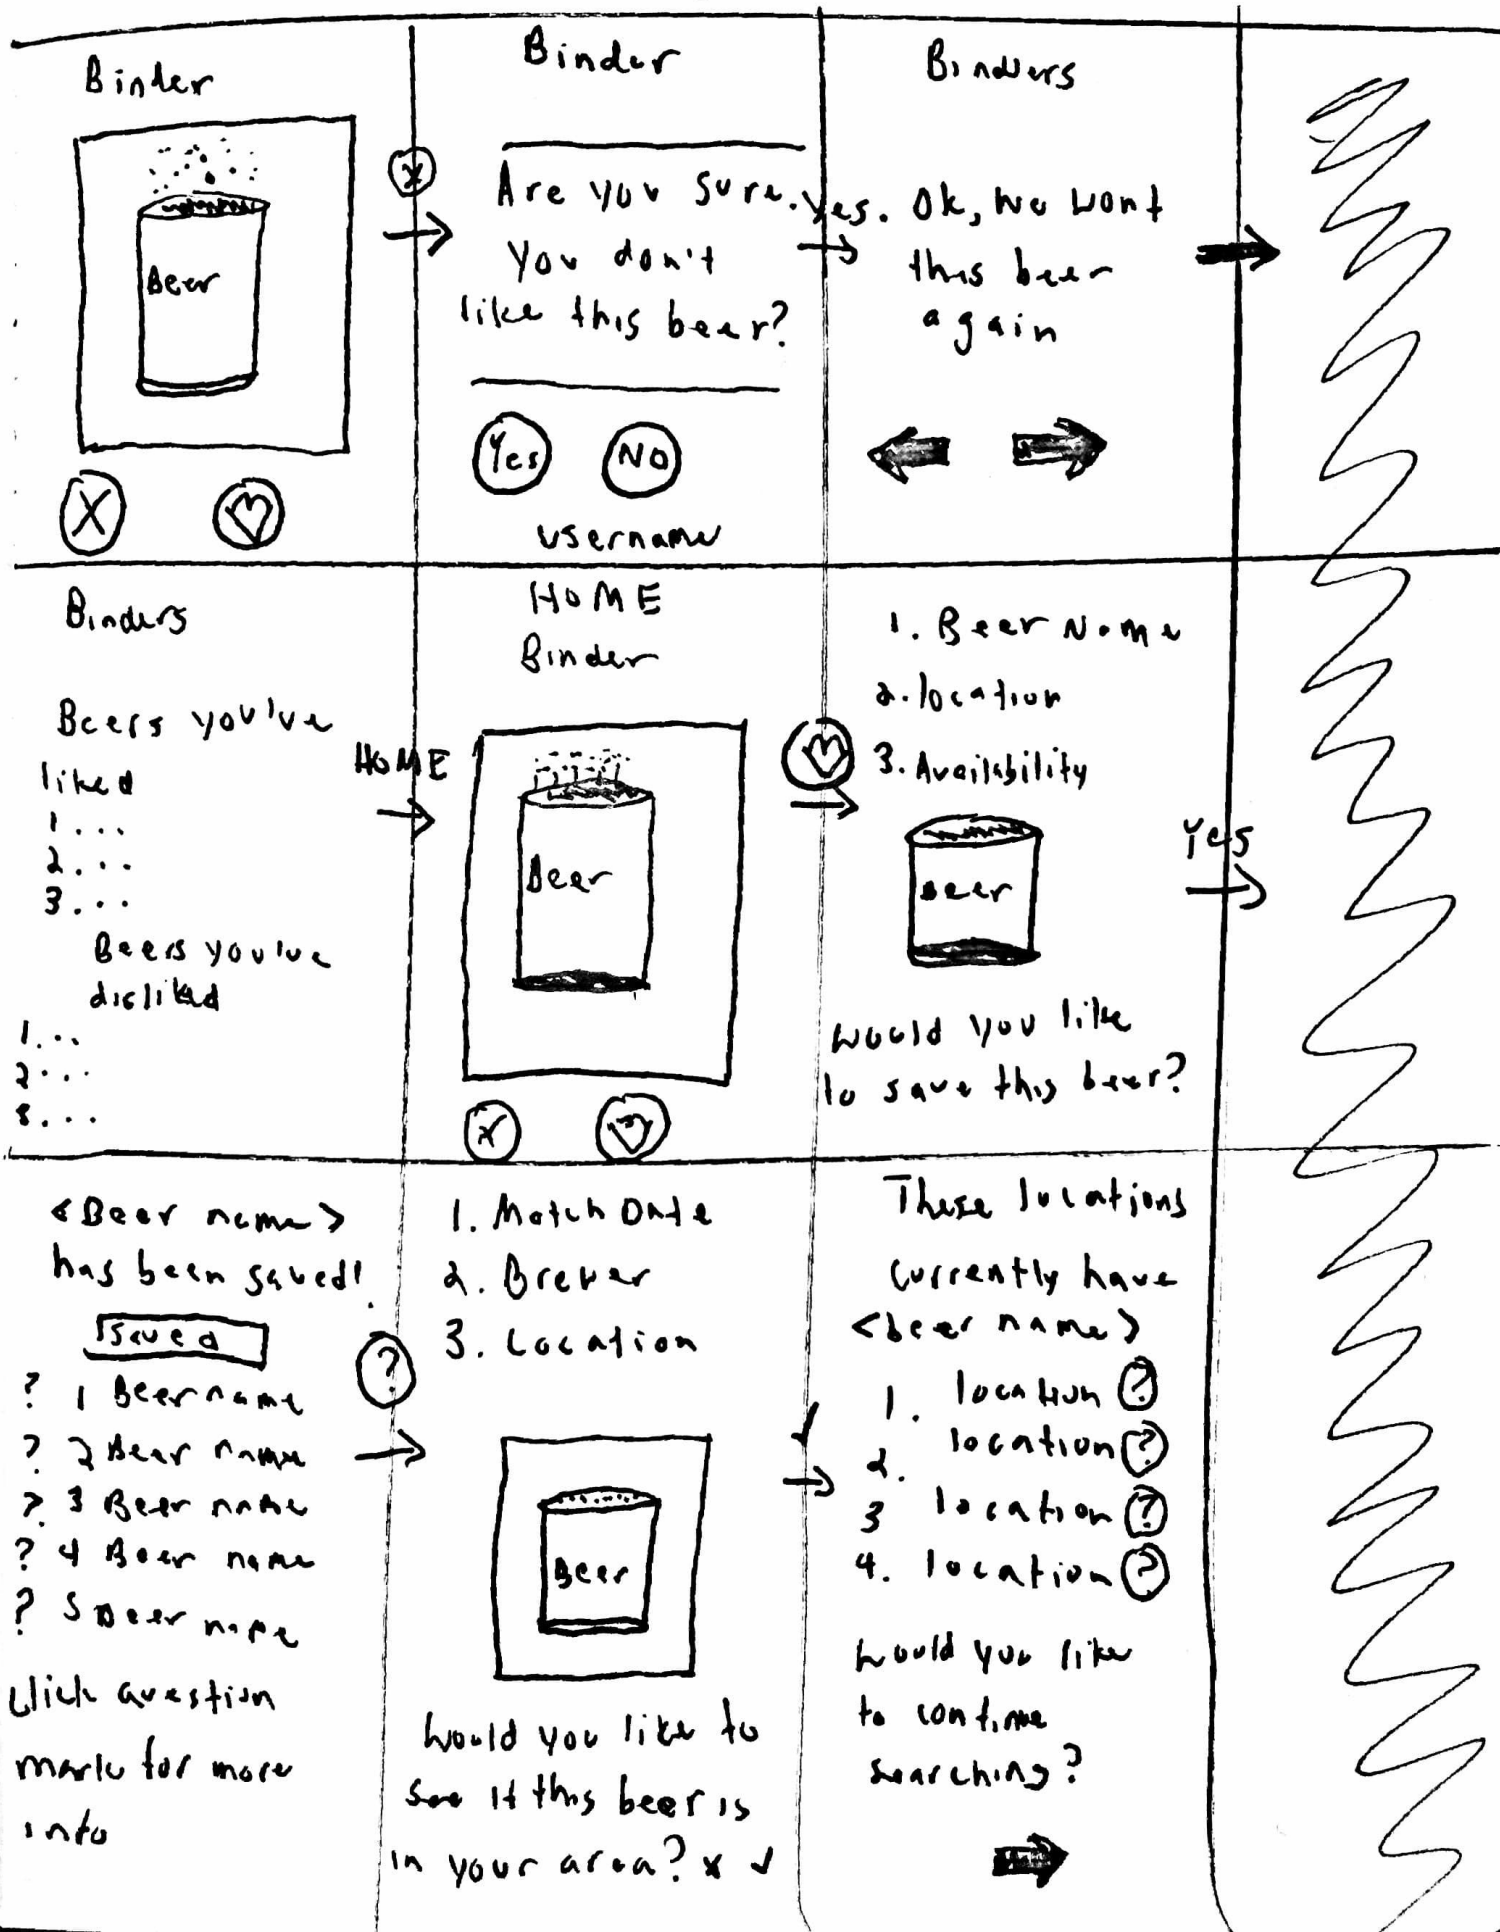 Binder
Beer
X
X
Binder
Are you sure
you don't
like this beer?
Yes
No
username
Yes.
Binders
Ok, we wont
this beer
again
Binders
Beers you've
liked
1...
2...
3...
Beers you've
disliked
1...
2...
3...
HOME
HOME
Binder
Beer
X
1. Beer Name
2. location
3. Availability
Beer
Would you like
to save this beer?
Yes
<Beer name>
has been saved!
Saved
? 1 Beer name
? 2 Beer name
? 3 Beer name
? 4 Beer name
? 5 Beer name
click question
mark for more
info
?
1. Match Date
2. Brewer
3. Location
Beer
Would you like to
see if this beer is
in your area? x ✓
✓
These locations
currently have
<beer name>
1. location ?
2. location ?
3 location ?
4. location ?
Would you like
to continue
searching?